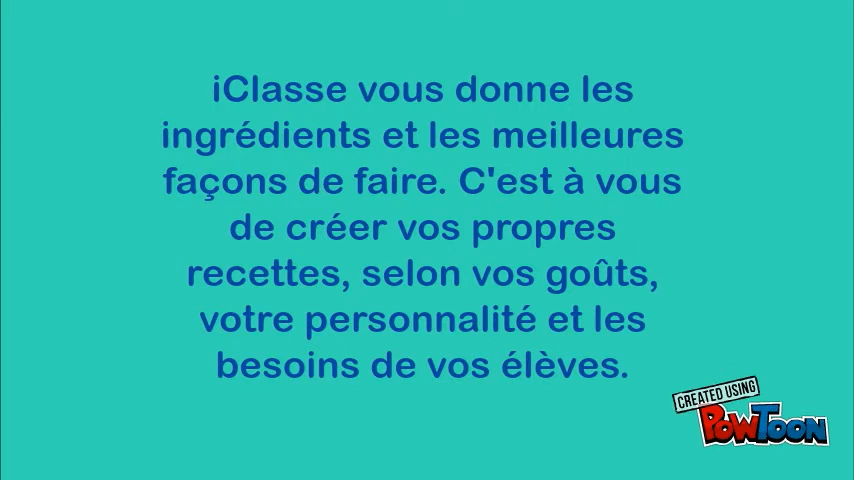 iClasse vous donne les
ingrédients et les meilleures
façons de faire. C'est à vous
de créer vos propres
recettes, selon vos goûts,
votre personnalité et les
besoins de vos élèves.
CREATED USING
POWTOON